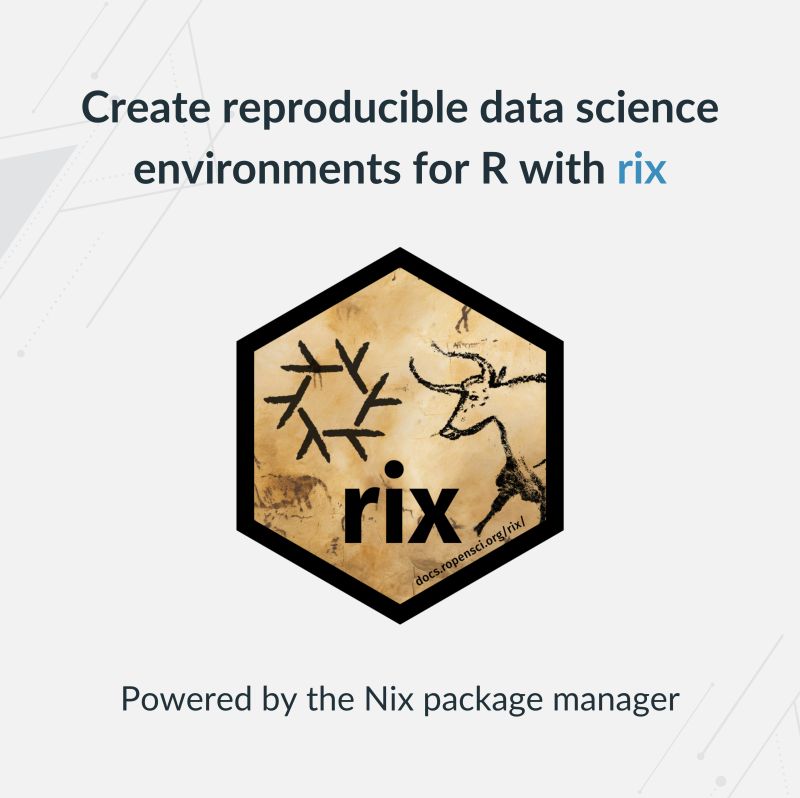 Create reproducible data science
environments for R with rix
rix
docs.ropensci.org/rix/
Powered by the Nix package manager